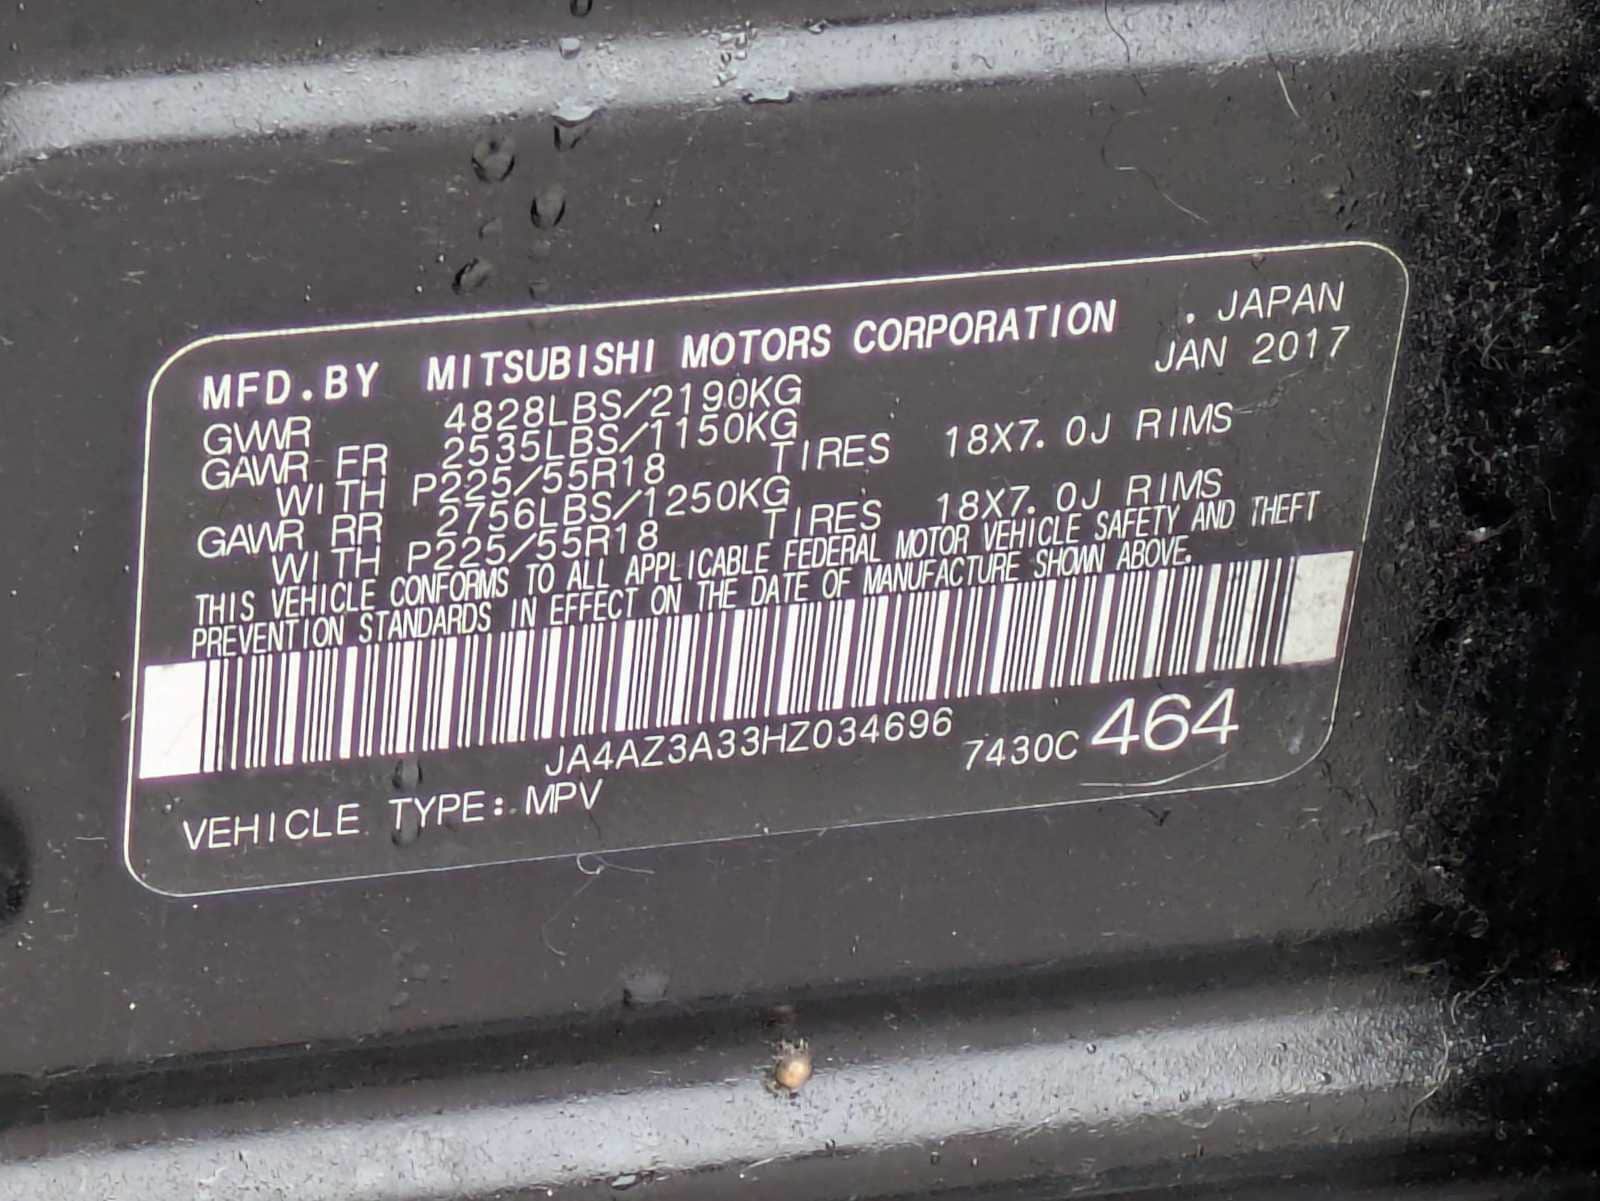 MFD.BY MITSUBISHI MOTORS CORPORATION . JAPAN
GVWR 4828LBS/2190KG JAN 2017
GAWR FR 2535LBS/1150KG
WITH P225/55R18 TIRES 18X7.0J RIMS
GAWR RR 2756LBS/1250KG
WITH P225/55R18 TIRES 18X7.0J RIMS
THIS VEHICLE CONFORMS TO ALL APPLICABLE FEDERAL MOTOR VEHICLE SAFETY AND THEFT
PREVENTION STANDARDS IN EFFECT ON THE DATE OF MANUFACTURE SHOWN ABOVE.
JA4AZ3A33HZ034696 7430C 464
VEHICLE TYPE: MPV